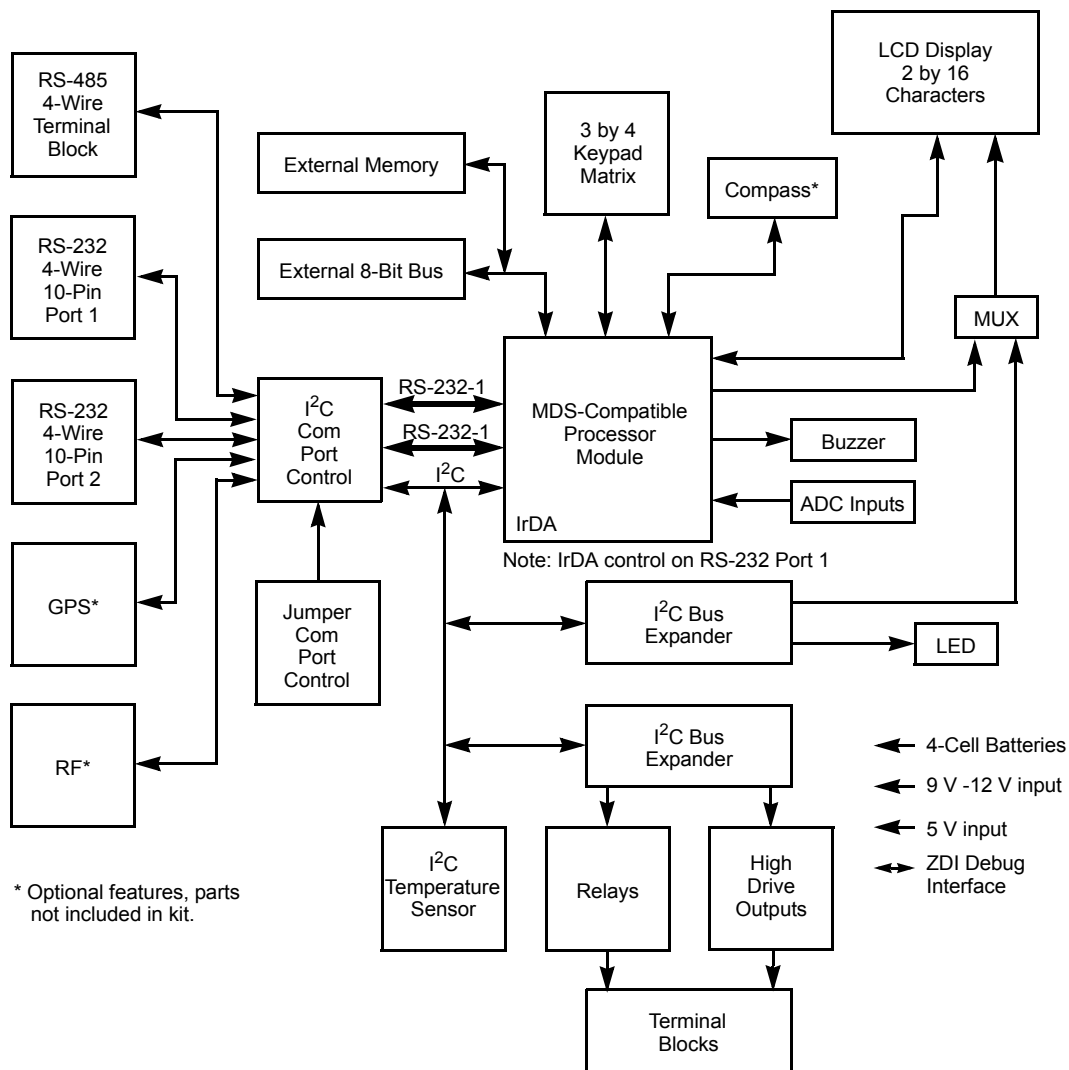 RS-485
4-Wire
Terminal
Block
LCD Display
2 by 16
Characters
3 by 4
Keypad
Matrix
External Memory
Compass*
RS-232
4-Wire
10-Pin
Port 1
External 8-Bit Bus
MUX
RS-232
4-Wire
10-Pin
Port 2
I²C
Com
Port
Control
RS-232-1
RS-232-1
I²C
MDS-Compatible
Processor
Module
IrDA
Buzzer
ADC Inputs
Note: IrDA control on RS-232 Port 1
GPS*
Jumper
Com
Port
Control
I²C Bus
Expander
LED
RF*
I²C Bus
Expander
4-Cell Batteries
9 V -12 V input
5 V input
ZDI Debug
Interface
I²C
Temperature
Sensor
Relays
High
Drive
Outputs
* Optional features, parts
not included in kit.
Terminal
Blocks